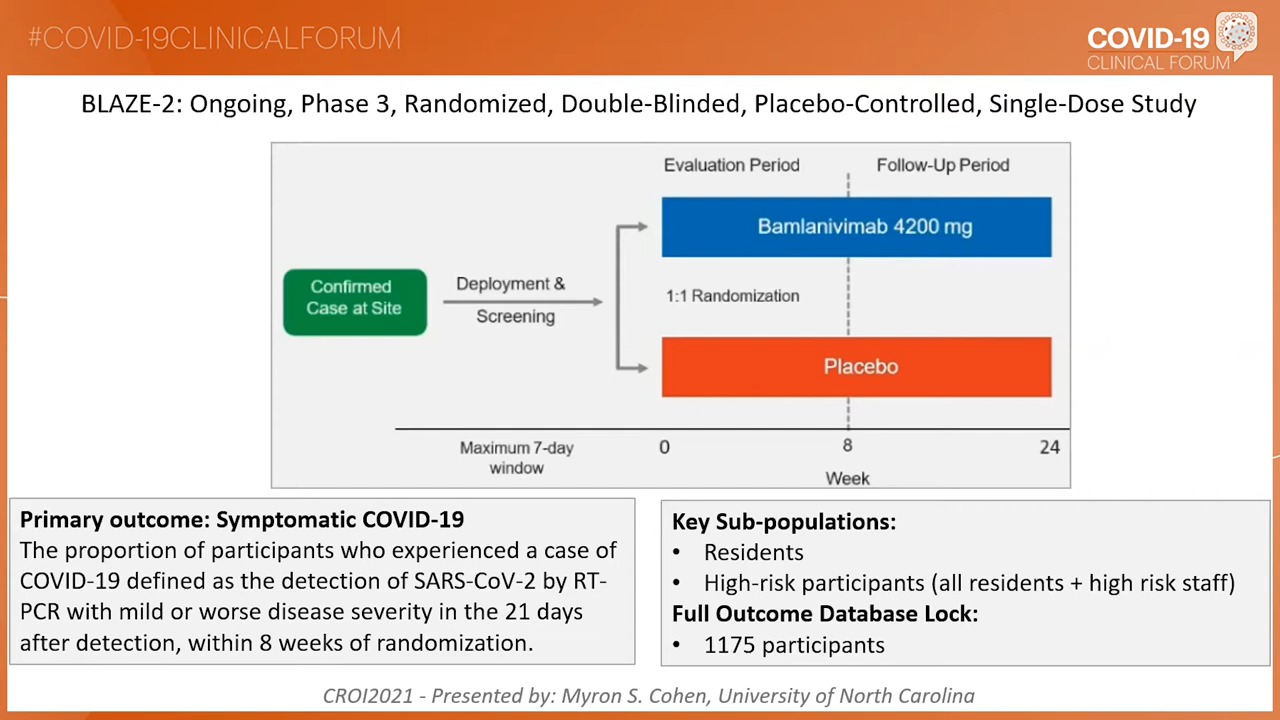 #COVID-19CLINICALFORUM
COVID-19
CLINICAL FORUM
BLAZE-2: Ongoing, Phase 3, Randomized, Double-Blinded, Placebo-Controlled, Single-Dose Study
Evaluation Period
Follow-Up Period
Bamlanivimab 4200 mg
Confirmed
Case at Site
Deployment &
Screening
1:1 Randomization
Placebo
Maximum 7-day
window
0
8
24
Week
Primary outcome: Symptomatic COVID-19
The proportion of participants who experienced a case of
COVID-19 defined as the detection of SARS-CoV-2 by RT-
PCR with mild or worse disease severity in the 21 days
after detection, within 8 weeks of randomization.
Key Sub-populations:
• Residents
• High-risk participants (all residents + high risk staff)
Full Outcome Database Lock:
• 1175 participants
CROI2021 - Presented by: Myron S. Cohen, University of North Carolina